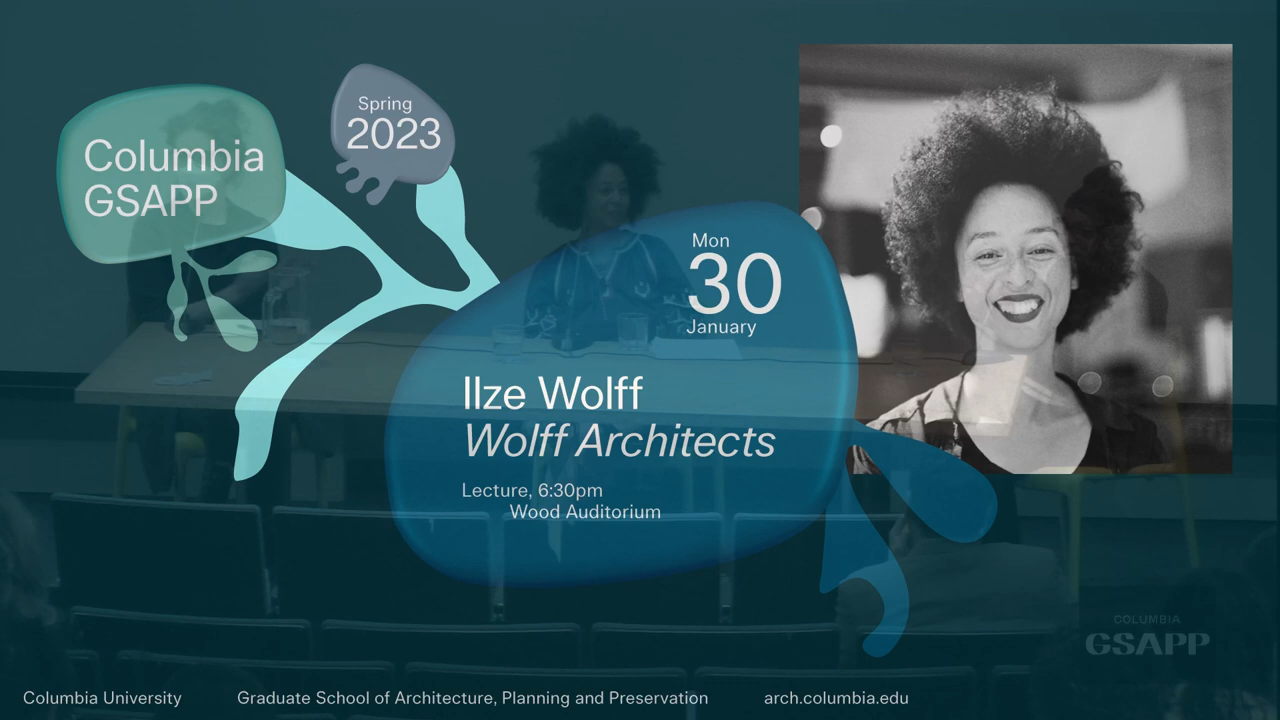 Columbia
GSAPP
Spring
2023
Mon
30
January
Ilze Wolff
Wolff Architects
Lecture, 6:30pm
Wood Auditorium
COLUMBIA
GSAPP
Columbia University
Graduate School of Architecture, Planning and Preservation
arch.columbia.edu